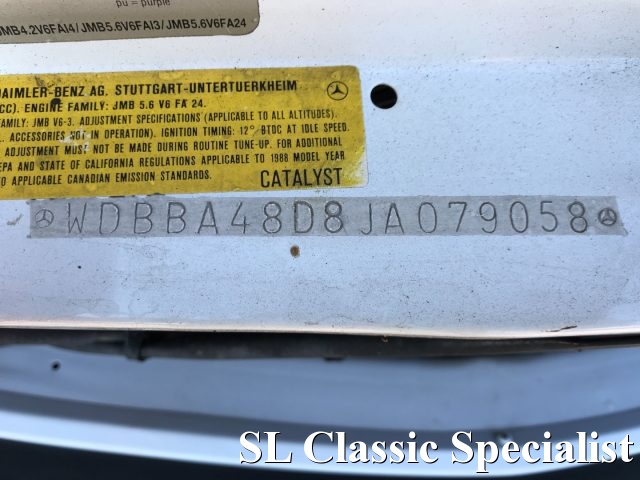 pu = purple
JMB4.2V6FAI4/ JMB5.6V6FAI3/ JMB5.6V6FA24
DAIMLER-BENZ AG. STUTTGART-UNTERTUERKHEIM
CC). ENGINE FAMILY: JMB 5.6 V6 FA 24.
FAMILY: JMB V6-3. ADJUSTMENT SPECIFICATIONS (APPLICABLE TO ALL ALTITUDES).
L. ACCESSORIES NOT IN OPERATION). IGNITION TIMING: 12° BTDC AT IDLE SPEED.
ADJUSTMENT MUST NOT BE MADE DURING ROUTINE TUNE-UP. FOR ADDITIONAL
EPA AND STATE OF CALIFORNIA REGULATIONS APPLICABLE TO 1988 MODEL YEAR
TO APPLICABLE CANADIAN EMISSION STANDARDS.
CATALYST
WDBBA48D8JA079058
SL Classic Specialist